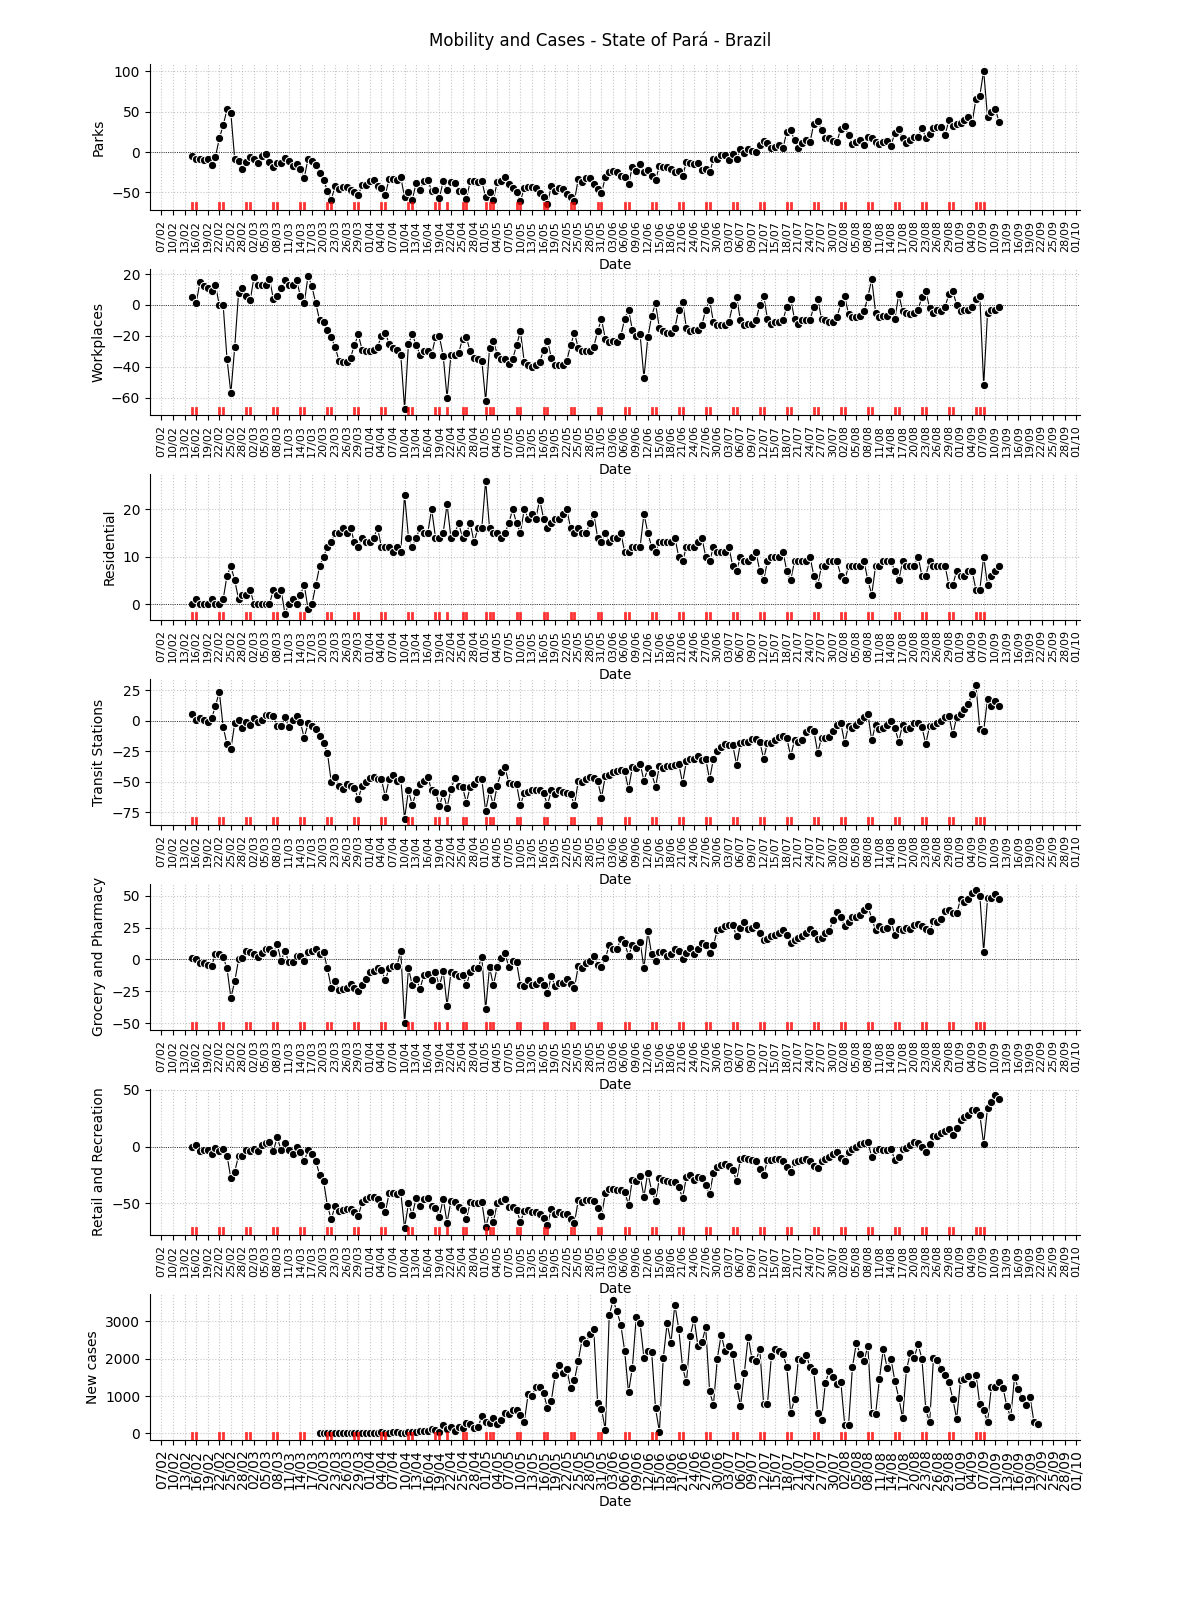 Mobility and Cases - State of Pará - Brazil
Parks
100
50
0
−50
07/02 10/02 13/02 16/02 19/02 22/02 25/02 28/02 02/03 05/03 08/03 11/03 14/03 17/03 20/03 23/03 26/03 29/03 01/04 04/04 07/04 10/04 13/04 16/04 19/04 22/04 25/04 28/04 01/05 04/05 07/05 10/05 13/05 16/05 19/05 22/05 25/05 28/05 31/05 03/06 06/06 09/06 12/06 15/06 18/06 21/06 24/06 27/06 30/06 03/07 06/07 09/07 12/07 15/07 18/07 21/07 24/07 27/07 30/07 02/08 05/08 08/08 11/08 14/08 17/08 20/08 23/08 26/08 29/08 01/09 04/09 07/09 10/09 13/09 16/09 19/09 22/09 25/09 28/09 01/10
Date
Workplaces
20
0
−20
−40
−60
07/02 10/02 13/02 16/02 19/02 22/02 25/02 28/02 02/03 05/03 08/03 11/03 14/03 17/03 20/03 23/03 26/03 29/03 01/04 04/04 07/04 10/04 13/04 16/04 19/04 22/04 25/04 28/04 01/05 04/05 07/05 10/05 13/05 16/05 19/05 22/05 25/05 28/05 31/05 03/06 06/06 09/06 12/06 15/06 18/06 21/06 24/06 27/06 30/06 03/07 06/07 09/07 12/07 15/07 18/07 21/07 24/07 27/07 30/07 02/08 05/08 08/08 11/08 14/08 17/08 20/08 23/08 26/08 29/08 01/09 04/09 07/09 10/09 13/09 16/09 19/09 22/09 25/09 28/09 01/10
Date
Residential
20
10
0
07/02 10/02 13/02 16/02 19/02 22/02 25/02 28/02 02/03 05/03 08/03 11/03 14/03 17/03 20/03 23/03 26/03 29/03 01/04 04/04 07/04 10/04 13/04 16/04 19/04 22/04 25/04 28/04 01/05 04/05 07/05 10/05 13/05 16/05 19/05 22/05 25/05 28/05 31/05 03/06 06/06 09/06 12/06 15/06 18/06 21/06 24/06 27/06 30/06 03/07 06/07 09/07 12/07 15/07 18/07 21/07 24/07 27/07 30/07 02/08 05/08 08/08 11/08 14/08 17/08 20/08 23/08 26/08 29/08 01/09 04/09 07/09 10/09 13/09 16/09 19/09 22/09 25/09 28/09 01/10
Date
Transit Stations
25
0
−25
−50
−75
07/02 10/02 13/02 16/02 19/02 22/02 25/02 28/02 02/03 05/03 08/03 11/03 14/03 17/03 20/03 23/03 26/03 29/03 01/04 04/04 07/04 10/04 13/04 16/04 19/04 22/04 25/04 28/04 01/05 04/05 07/05 10/05 13/05 16/05 19/05 22/05 25/05 28/05 31/05 03/06 06/06 09/06 12/06 15/06 18/06 21/06 24/06 27/06 30/06 03/07 06/07 09/07 12/07 15/07 18/07 21/07 24/07 27/07 30/07 02/08 05/08 08/08 11/08 14/08 17/08 20/08 23/08 26/08 29/08 01/09 04/09 07/09 10/09 13/09 16/09 19/09 22/09 25/09 28/09 01/10
Date
Grocery and Pharmacy
50
25
0
−25
−50
07/02 10/02 13/02 16/02 19/02 22/02 25/02 28/02 02/03 05/03 08/03 11/03 14/03 17/03 20/03 23/03 26/03 29/03 01/04 04/04 07/04 10/04 13/04 16/04 19/04 22/04 25/04 28/04 01/05 04/05 07/05 10/05 13/05 16/05 19/05 22/05 25/05 28/05 31/05 03/06 06/06 09/06 12/06 15/06 18/06 21/06 24/06 27/06 30/06 03/07 06/07 09/07 12/07 15/07 18/07 21/07 24/07 27/07 30/07 02/08 05/08 08/08 11/08 14/08 17/08 20/08 23/08 26/08 29/08 01/09 04/09 07/09 10/09 13/09 16/09 19/09 22/09 25/09 28/09 01/10
Date
Retail and Recreation
50
0
−50
07/02 10/02 13/02 16/02 19/02 22/02 25/02 28/02 02/03 05/03 08/03 11/03 14/03 17/03 20/03 23/03 26/03 29/03 01/04 04/04 07/04 10/04 13/04 16/04 19/04 22/04 25/04 28/04 01/05 04/05 07/05 10/05 13/05 16/05 19/05 22/05 25/05 28/05 31/05 03/06 06/06 09/06 12/06 15/06 18/06 21/06 24/06 27/06 30/06 03/07 06/07 09/07 12/07 15/07 18/07 21/07 24/07 27/07 30/07 02/08 05/08 08/08 11/08 14/08 17/08 20/08 23/08 26/08 29/08 01/09 04/09 07/09 10/09 13/09 16/09 19/09 22/09 25/09 28/09 01/10
Date
New cases
3000
2000
1000
0
07/02 10/02 13/02 16/02 19/02 22/02 25/02 28/02 02/03 05/03 08/03 11/03 14/03 17/03 20/03 23/03 26/03 29/03 01/04 04/04 07/04 10/04 13/04 16/04 19/04 22/04 25/04 28/04 01/05 04/05 07/05 10/05 13/05 16/05 19/05 22/05 25/05 28/05 31/05 03/06 06/06 09/06 12/06 15/06 18/06 21/06 24/06 27/06 30/06 03/07 06/07 09/07 12/07 15/07 18/07 21/07 24/07 27/07 30/07 02/08 05/08 08/08 11/08 14/08 17/08 20/08 23/08 26/08 29/08 01/09 04/09 07/09 10/09 13/09 16/09 19/09 22/09 25/09 28/09 01/10
Date